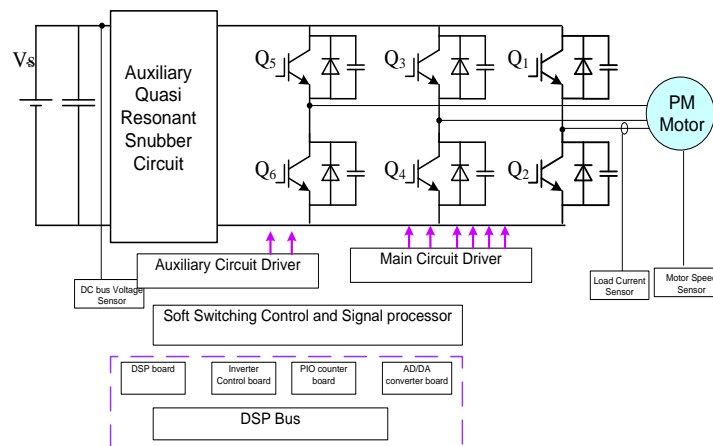 Vs
Auxiliary
Quasi
Resonant
Snubber
Circuit
Q5
Q3
Q1
PM
Motor
Q6
Q4
Q2
Auxiliary Circuit Driver
Main Circuit Driver
DC bus Voltage
Sensor
Load Current
Sensor
Motor Speed
Sensor
Soft Switching Control and Signal processor
DSP board
Inverter
Control board
PIO counter
board
AD/DA
converter board
DSP Bus